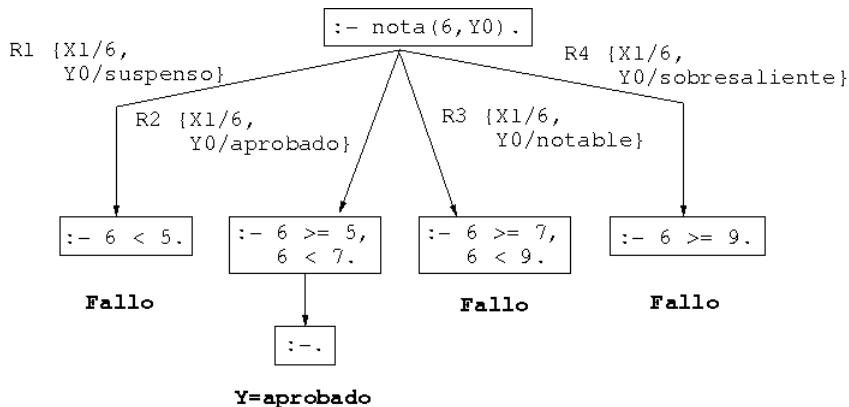 :- nota(6,Y0).
R1 {X1/6,
Y0/suspenso}
R2 {X1/6,
Y0/aprobado}
R3 {X1/6,
Y0/notable}
R4 {X1/6,
Y0/sobresaliente}
:- 6 < 5.
Fallo
:- 6 >= 5,
6 < 7.
:-.
Y=aprobado
:- 6 >= 7,
6 < 9.
Fallo
:- 6 >= 9.
Fallo